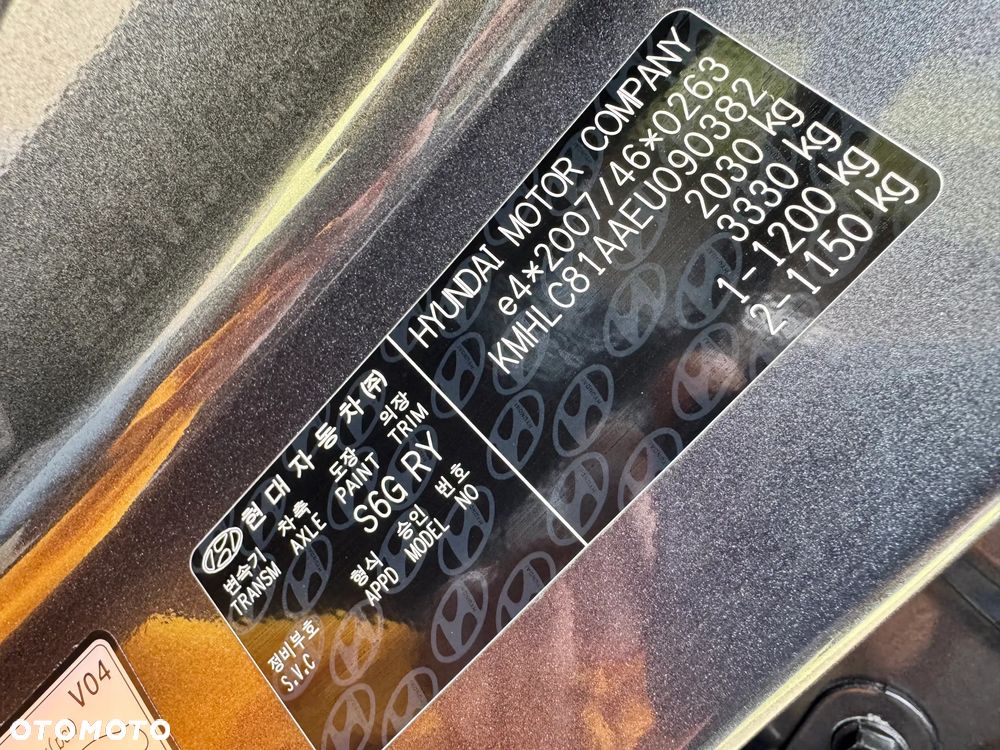 HYUNDAI MOTOR COMPANY
e4*2007/46*0263
KMHLC81AAEU090382
2030 kg
3330 kg
1-1200 kg
2-1150 kg
현대자동차㈜
변속기 차축 도장 의장
TRANSM AXLE PAINT TRIM
S6G RY
형식 승인 번호
APPD MODEL NO
정비부호
S.V.C
V04
OTOMOTO